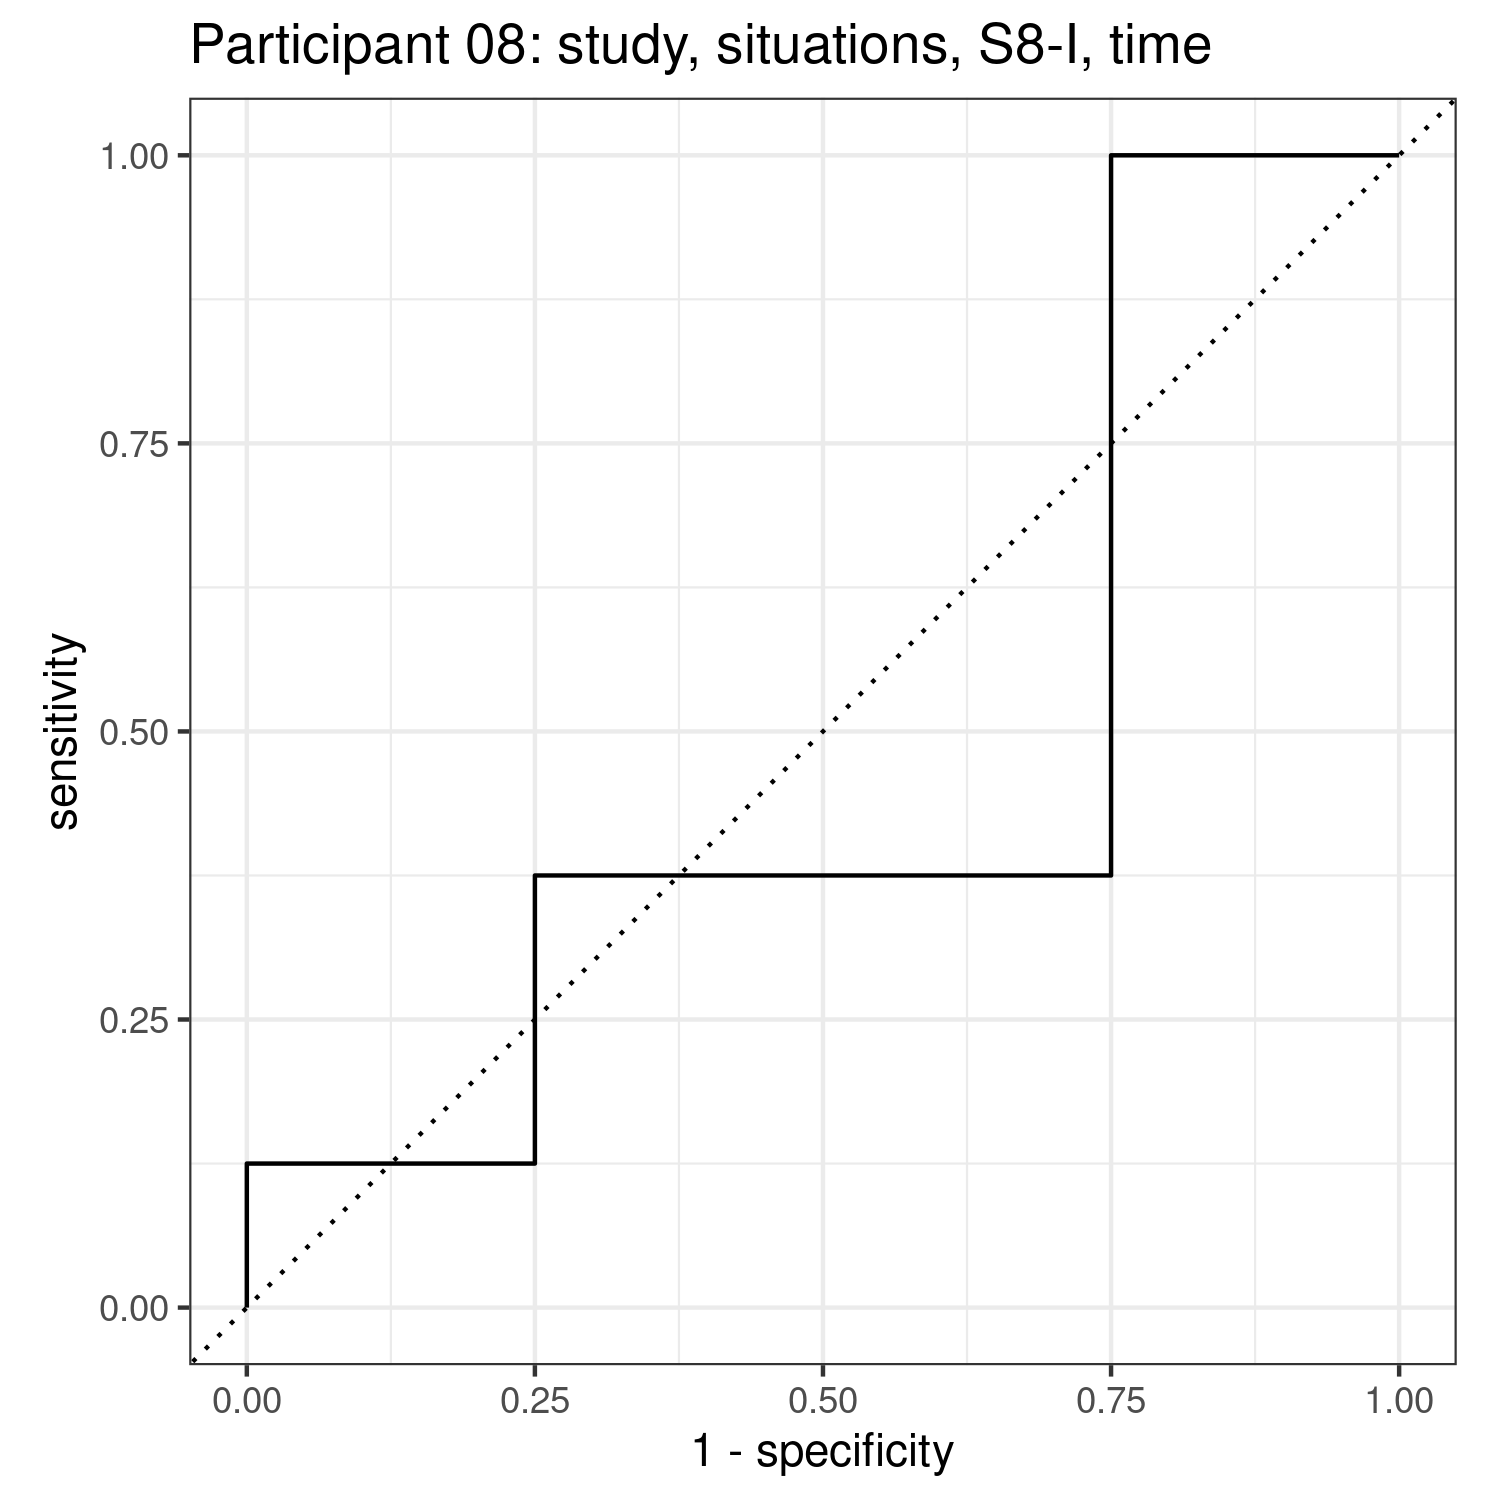 Participant 08: study, situations, S8-I, time
1.00
0.75
0.50
0.25
0.00
sensitivity
0.00 0.25 0.50 0.75 1.00
1 - specificity